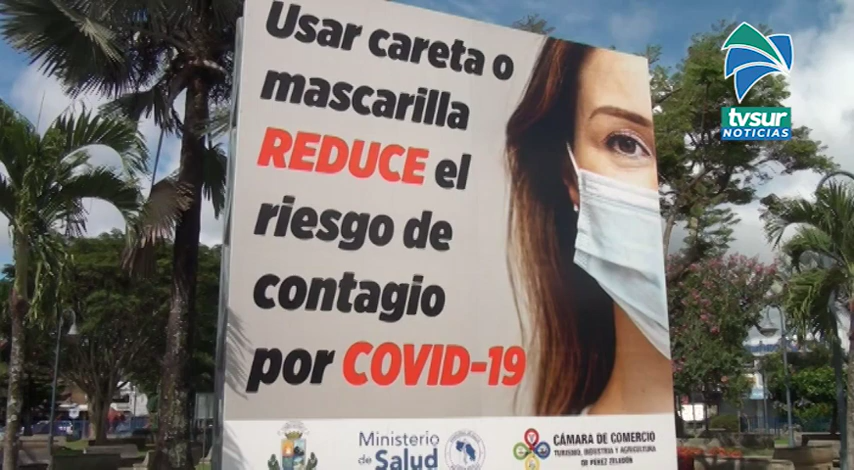 Usar careta o
mascarilla
REDUCE el
riesgo de
contagio
por COVID-19
tvsur
NOTICIAS
Ministerio
de Salud
CÁMARA DE COMERCIO
TURISMO, INDUSTRIA Y AGRICULTURA
DE PÉREZ ZELEDÓN